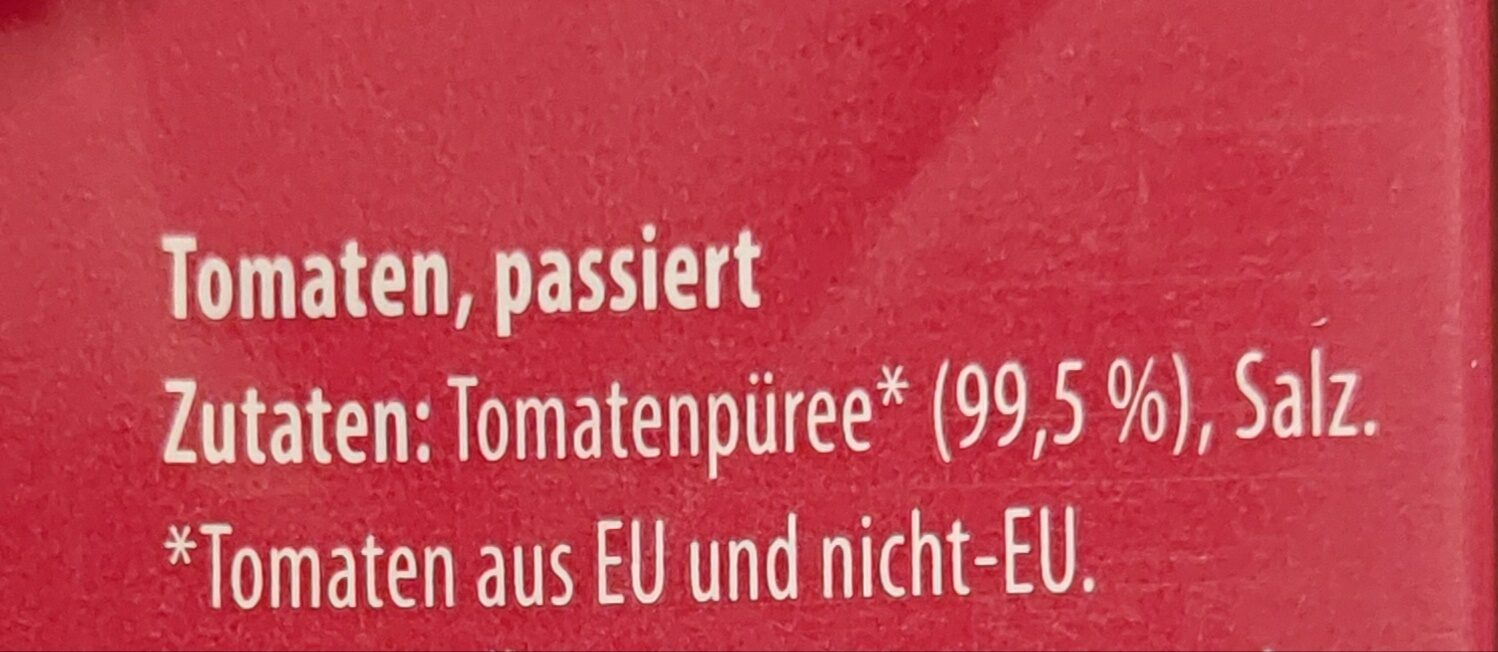 Tomaten, passiert
Zutaten: Tomatenpüree* (99,5 %), Salz.
*Tomaten aus EU und nicht-EU.